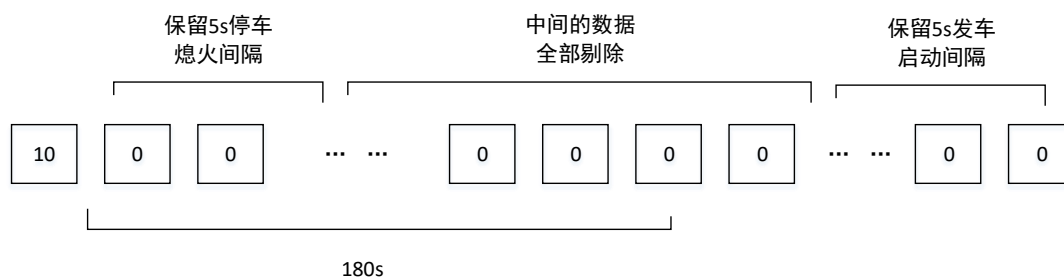 保留5s停车
熄火间隔
中间的数据
全部剔除
保留5s发车
启动间隔
10 0 0 ... ... 0 0 0 0 ... ... 0 0
180s